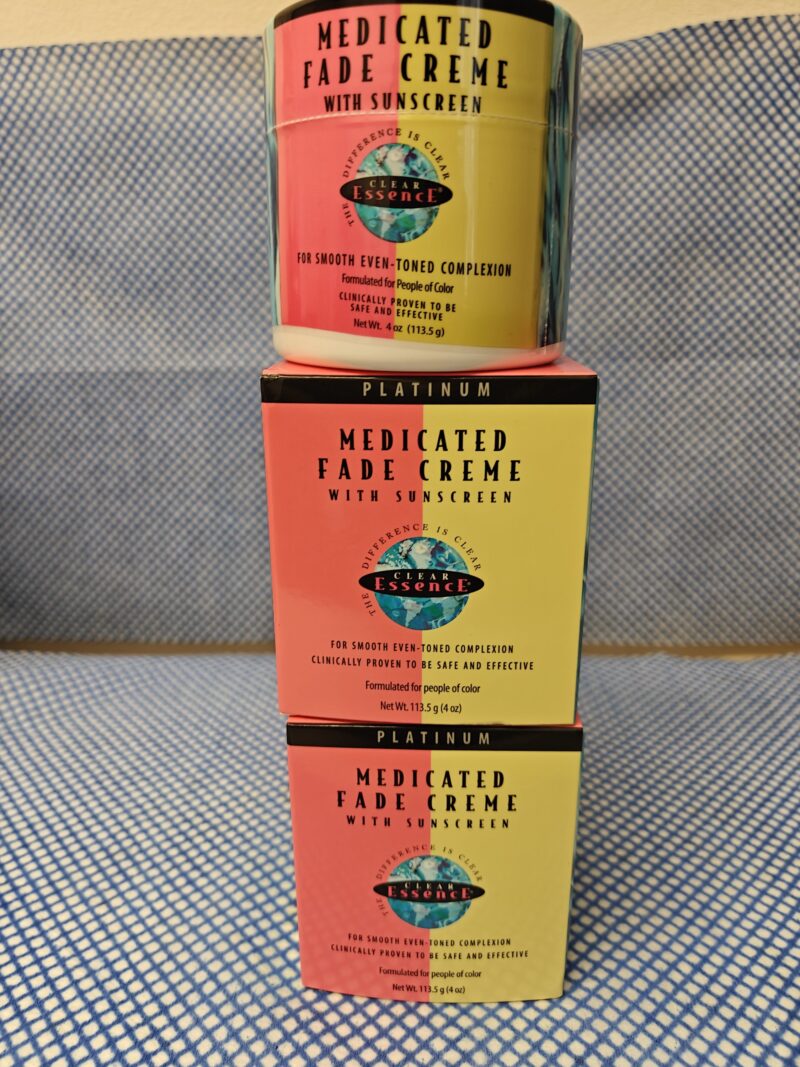 MEDICATED
FADE CREME
WITH SUNSCREEN
THE DIFFERENCE IS CLEAR
CLEAR
EssencE®
FOR SMOOTH EVEN-TONED COMPLEXION
Formulated for People of Color
CLINICALLY PROVEN TO BE
SAFE AND EFFECTIVE
Net Wt. 4 oz (113.5 g)
PLATINUM
MEDICATED
FADE CREME
WITH SUNSCREEN
THE DIFFERENCE IS CLEAR
CLEAR
EssencE®
FOR SMOOTH EVEN-TONED COMPLEXION
CLINICALLY PROVEN TO BE SAFE AND EFFECTIVE
Formulated for people of color
Net Wt. 113.5 g (4 oz)
PLATINUM
MEDICATED
FADE CREME
WITH SUNSCREEN
THE DIFFERENCE IS CLEAR
CLEAR
EssencE®
FOR SMOOTH EVEN-TONED COMPLEXION
CLINICALLY PROVEN TO BE SAFE AND EFFECTIVE
Formulated for people of color
Net Wt. 113.5 g (4 oz)